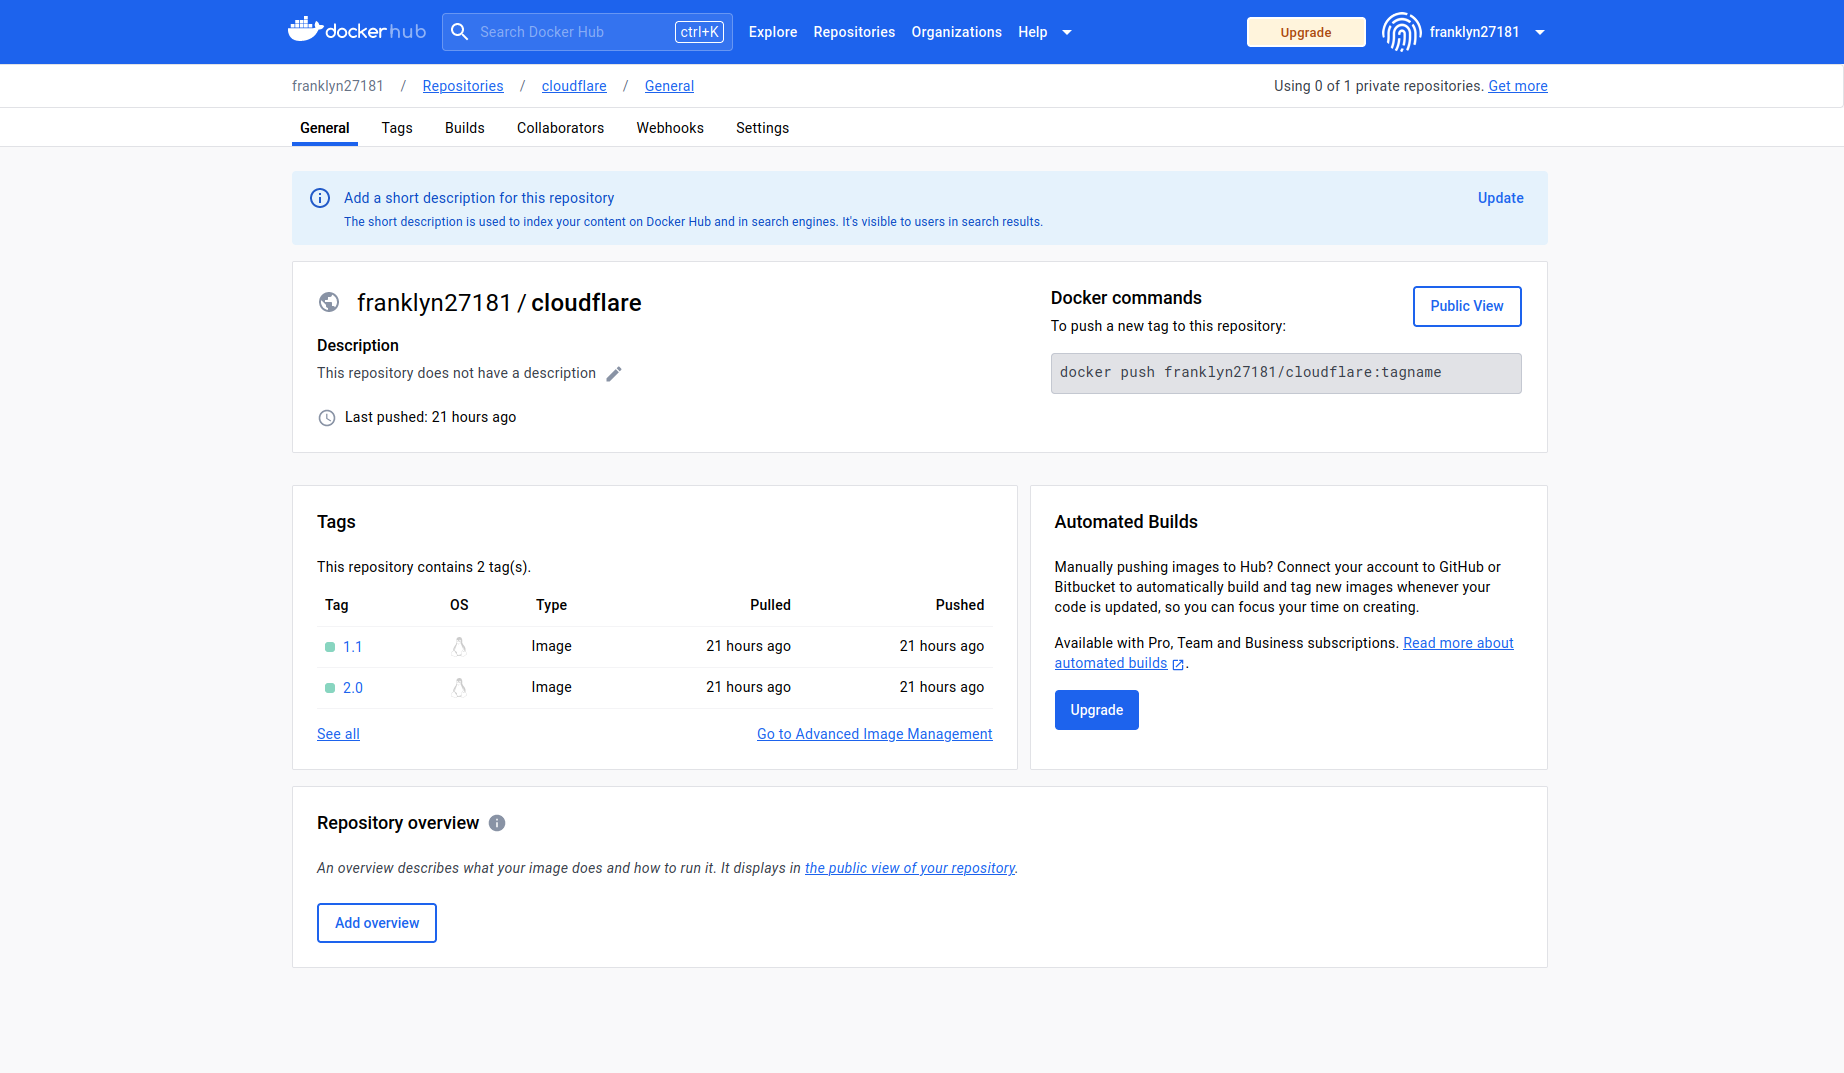 docker hub
Search Docker Hub
ctrl+K
Explore
Repositories
Organizations
Help
Upgrade
franklyn27181
franklyn27181 / Repositories / cloudflare / General
Using 0 of 1 private repositories. Get more
General
Tags
Builds
Collaborators
Webhooks
Settings
Add a short description for this repository
Update
The short description is used to index your content on Docker Hub and in search engines. It's visible to users in search results.
franklyn27181 / cloudflare
Description
This repository does not have a description
Last pushed: 21 hours ago
Docker commands
Public View
To push a new tag to this repository:
docker push franklyn27181/cloudflare:tagname
Tags
This repository contains 2 tag(s).
Tag OS Type Pulled Pushed
1.1 Image 21 hours ago 21 hours ago
2.0 Image 21 hours ago 21 hours ago
See all
Go to Advanced Image Management
Automated Builds
Manually pushing images to Hub? Connect your account to GitHub or
Bitbucket to automatically build and tag new images whenever your
code is updated, so you can focus your time on creating.
Available with Pro, Team and Business subscriptions. Read more about
automated builds .
Upgrade
Repository overview
An overview describes what your image does and how to run it. It displays in the public view of your repository.
Add overview